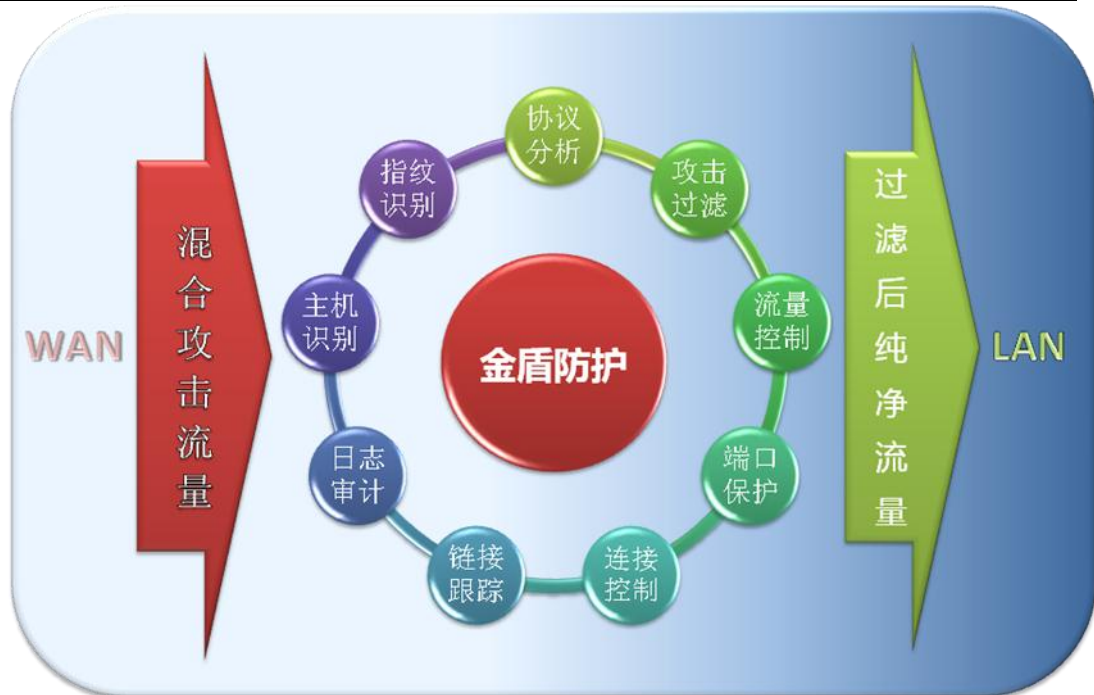 WAN
混合攻击流量
协议
分析
攻击
过滤
流量
控制
端口
保护
连接
控制
链接
跟踪
日志
审计
主机
识别
指纹
识别
金盾防护
过滤后纯净流量
LAN